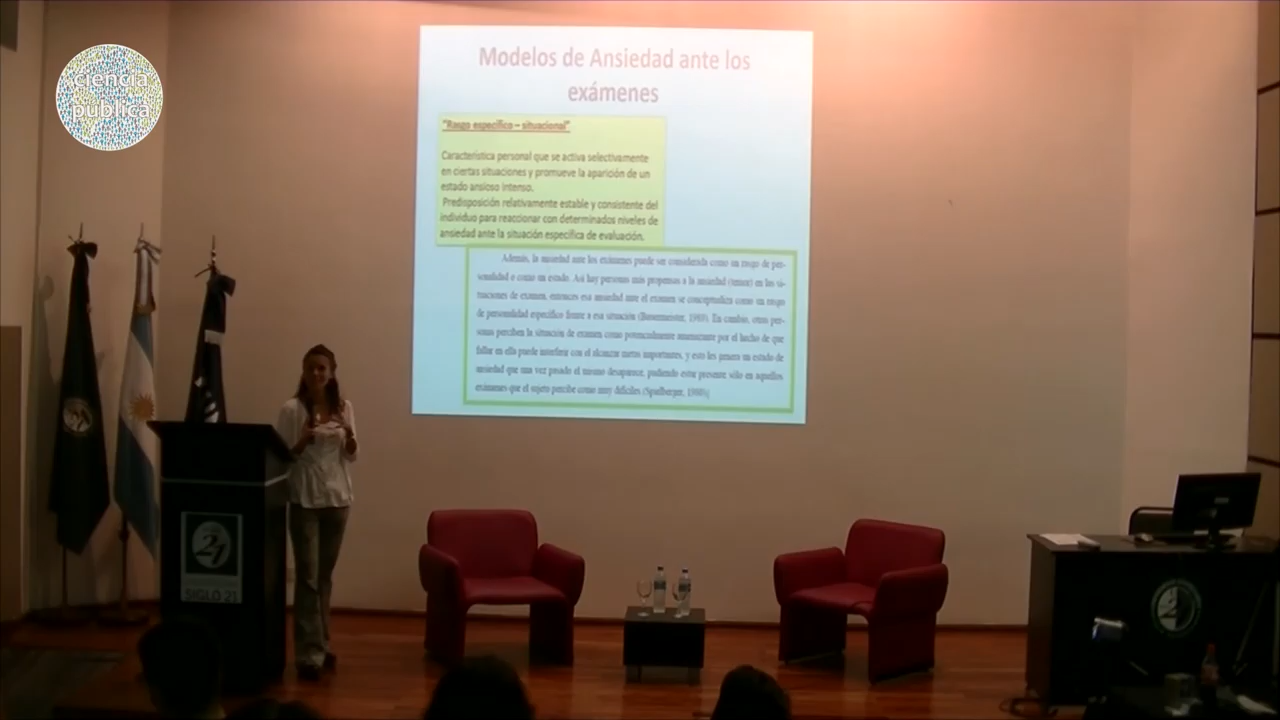 ciencia
pública
Modelos de Ansiedad ante los
exámenes
"Rasgo específico – situacional"
Característica personal que se activa selectivamente
en ciertas situaciones y promueve la aparición de un
estado ansioso intenso.
Predisposición relativamente estable y consistente del
individuo para reaccionar con determinados niveles de
ansiedad ante la situación específica de evaluación.
Además, la ansiedad ante los exámenes puede ser considerada como un rasgo de per-
sonalidad o como un estado. Así hay personas más propensas a la ansiedad (temor) en las si-
tuaciones de examen, entonces esa ansiedad ante el examen se conceptualiza como un rasgo
de personalidad específico frente a esa situación (Bauermeister, 1989). En cambio, otras per-
sonas perciben la situación de examen como potencialmente amenazante por el hecho de que
fallar en ella puede interferir con el alcanzar metas importantes, y esto les genera un estado de
ansiedad que una vez pasado el mismo desaparece, pudiendo estar presente sólo en aquellos
exámenes que el sujeto percibe como muy difíciles (Spielberger, 1980);
21
SIGLO 21